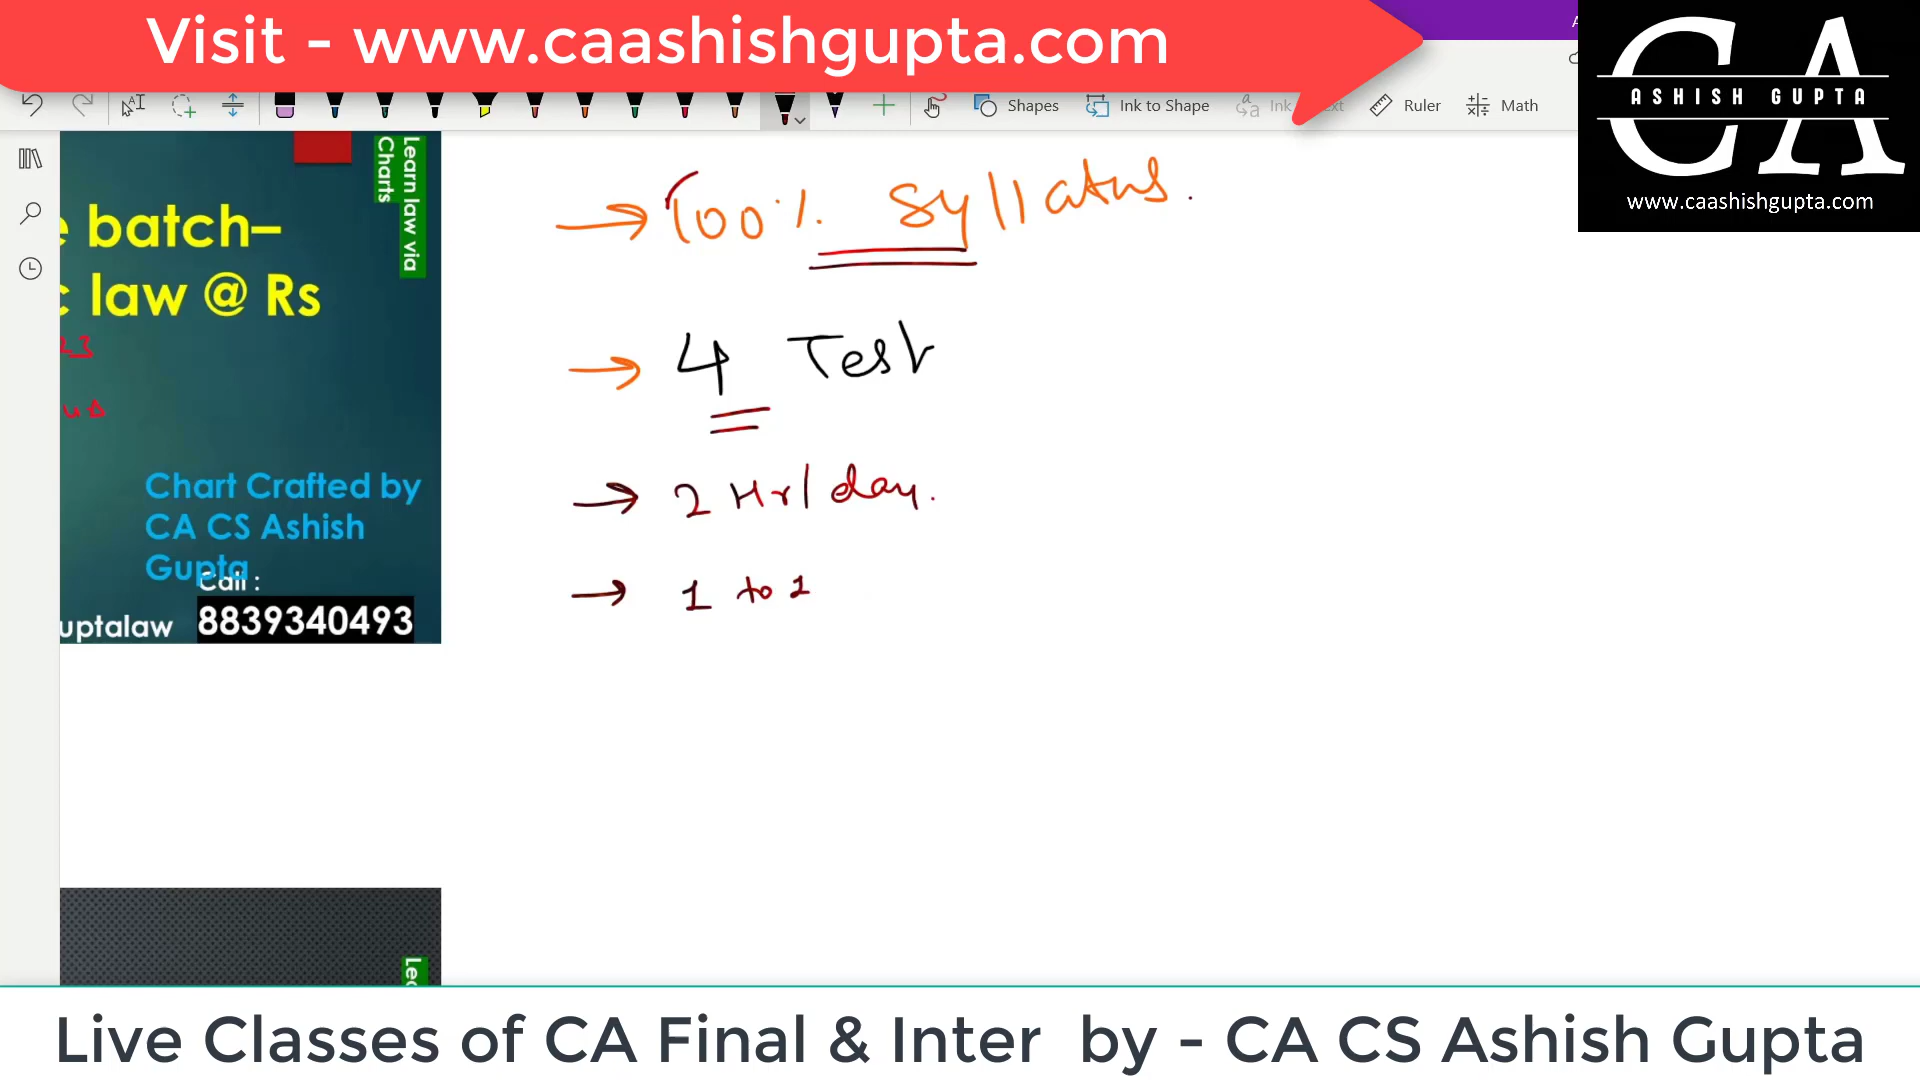 Visit - www.caashishgupta.com
ASHISH GUPTA
CA
www.caashishgupta.com
Shapes
Ink to Shape
Ruler
Math
Learn law via
Charts
batch–
law @ Rs
23
Chart Crafted by
CA CS Ashish
Gupta
Call :
uptalaw 8839340493
→ 100% Syllabus.
→ 4 Test
→ 2 Hr/day.
→ 1 to 1
Live Classes of CA Final & Inter by - CA CS Ashish Gupta